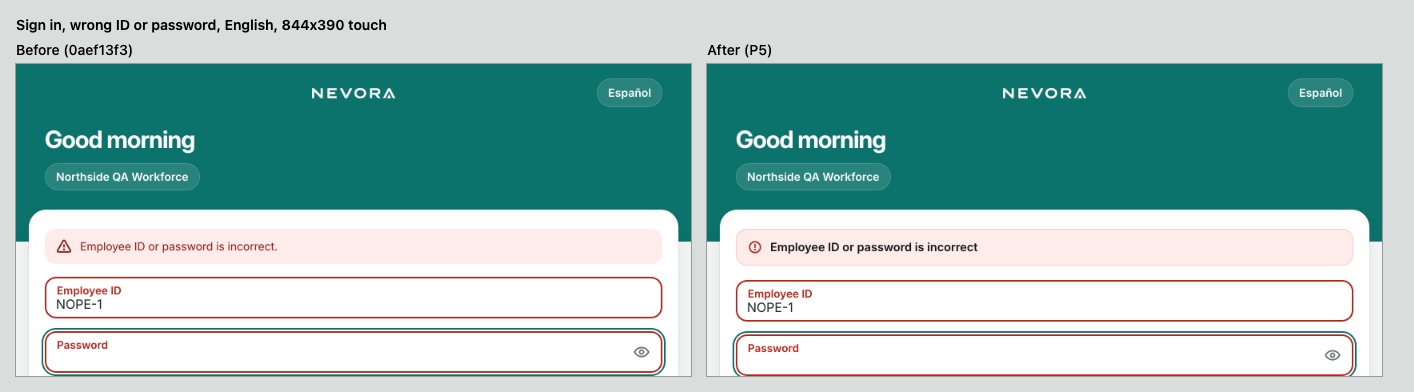 Sign in, wrong ID or password, English, 844x390 touch
Before (0aef13f3)
NEVORA
Español
Good morning
Northside QA Workforce
Employee ID or password is incorrect.
Employee ID
NOPE-1
Password
After (P5)
NEVORA
Español
Good morning
Northside QA Workforce
Employee ID or password is incorrect
Employee ID
NOPE-1
Password